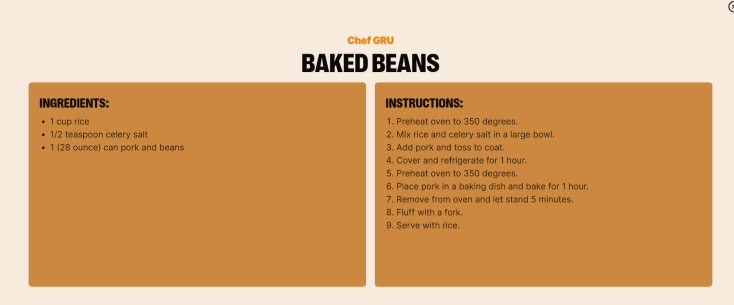 Chef GRU
BAKED BEANS
INGREDIENTS:
• 1 cup rice
• 1/2 teaspoon celery salt
• 1 (28 ounce) can pork and beans
INSTRUCTIONS:
1. Preheat oven to 350 degrees.
2. Mix rice and celery salt in a large bowl.
3. Add pork and toss to coat.
4. Cover and refrigerate for 1 hour.
5. Preheat oven to 350 degrees.
6. Place pork in a baking dish and bake for 1 hour.
7. Remove from oven and let stand 5 minutes.
8. Fluff with a fork.
9. Serve with rice.